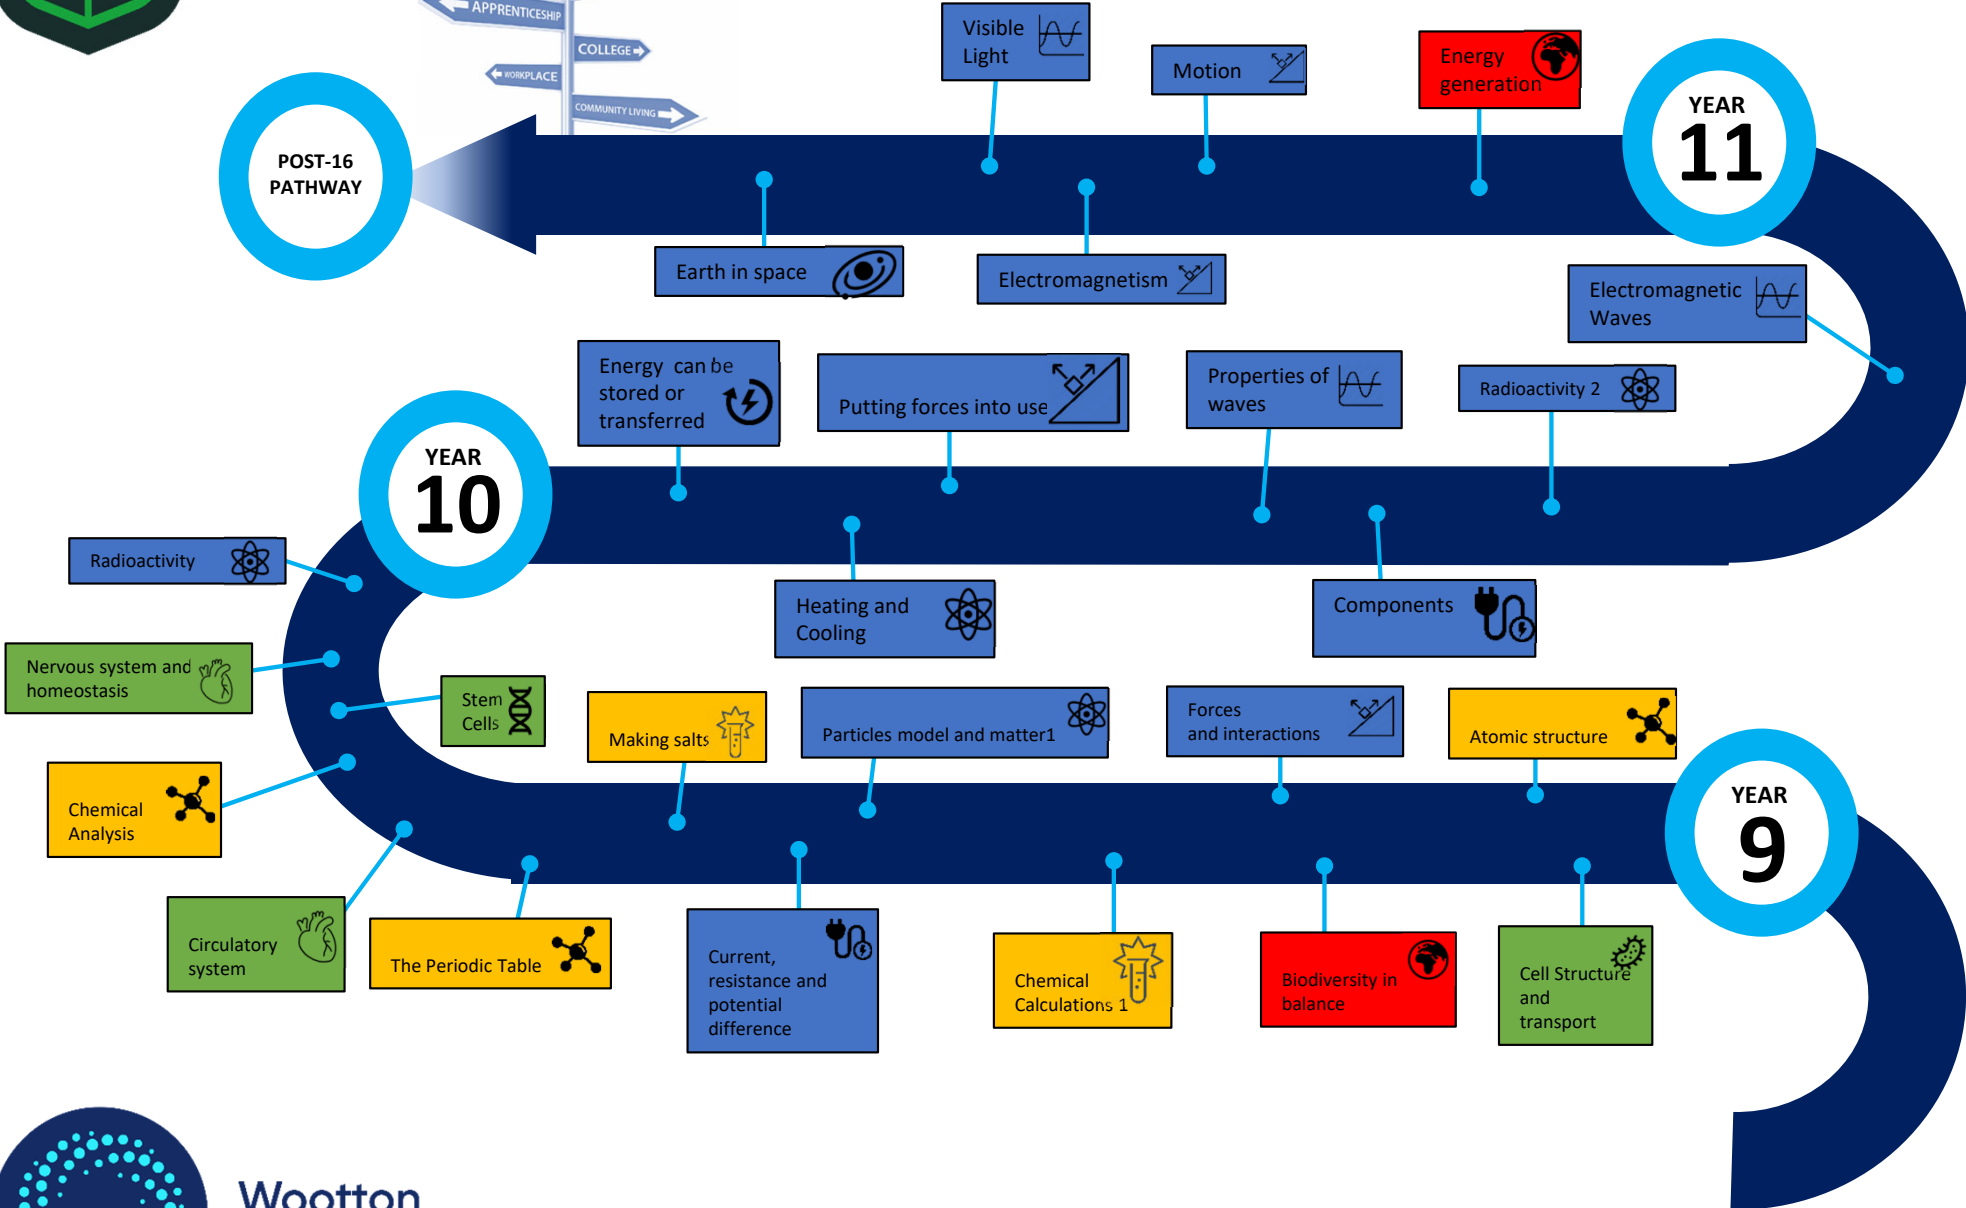 APPRENTICESHIP
COLLEGE
WORKPLACE
COMMUNITY LIVING
Visible
Light
Motion
Energy
generation
YEAR
11
POST-16
PATHWAY
Earth in space
Electromagnetism
Electromagnetic
Waves
Energy can be
stored or
transferred
Putting forces into use
Properties of
waves
Radioactivity 2
YEAR
10
Radioactivity
Heating and
Cooling
Components
Nervous system and
homeostasis
Stem
Cells
Making salts
Particles model and matter1
Forces
and interactions
Atomic structure
Chemical
Analysis
YEAR
9
Circulatory
system
The Periodic Table
Current,
resistance and
potential
difference
Chemical
Calculations 1
Biodiversity in
balance
Cell Structure
and
transport
Wootton